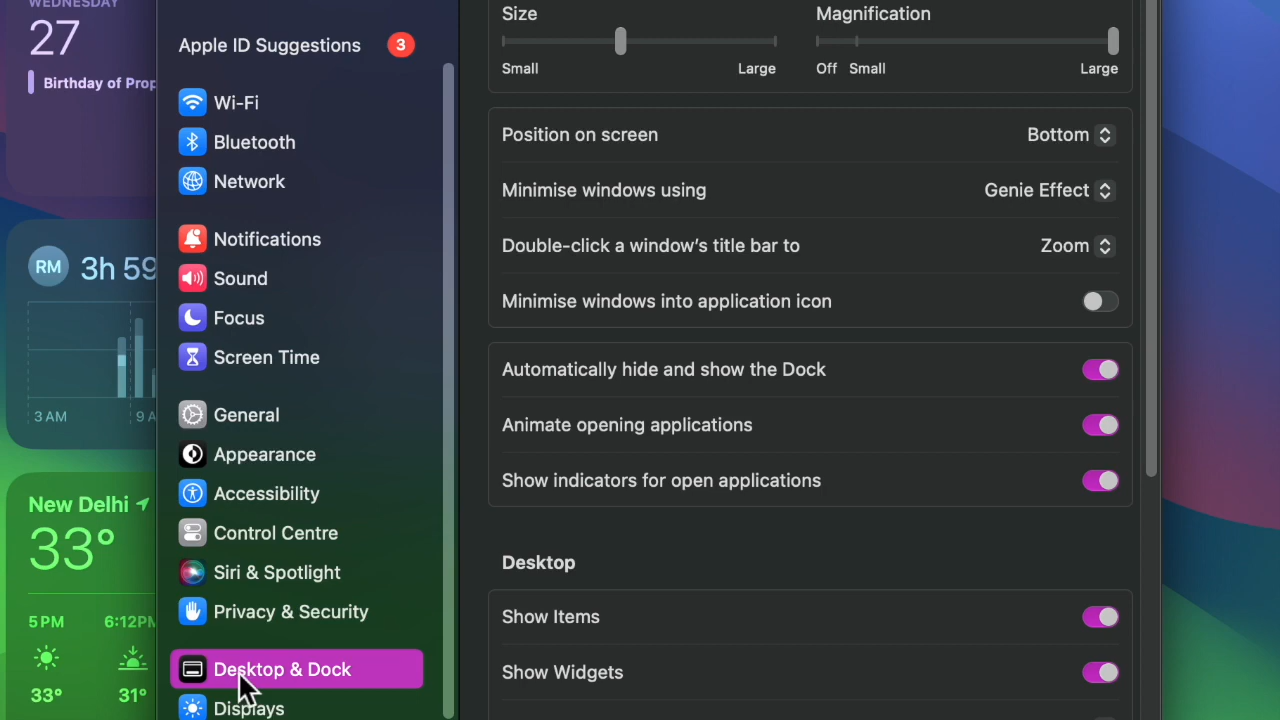 WEDNESDAY
27
Birthday of Prop
RM
3h 59
3 AM
9 A
New Delhi
33°
5 PM
6:12PM
33°
31°
Apple ID Suggestions
3
Wi-Fi
Bluetooth
Network
Notifications
Sound
Focus
Screen Time
General
Appearance
Accessibility
Control Centre
Siri & Spotlight
Privacy & Security
Desktop & Dock
Displays
Size
Small
Large
Magnification
Off
Small
Large
Position on screen
Bottom
Minimise windows using
Genie Effect
Double-click a window's title bar to
Zoom
Minimise windows into application icon
Automatically hide and show the Dock
Animate opening applications
Show indicators for open applications
Desktop
Show Items
Show Widgets